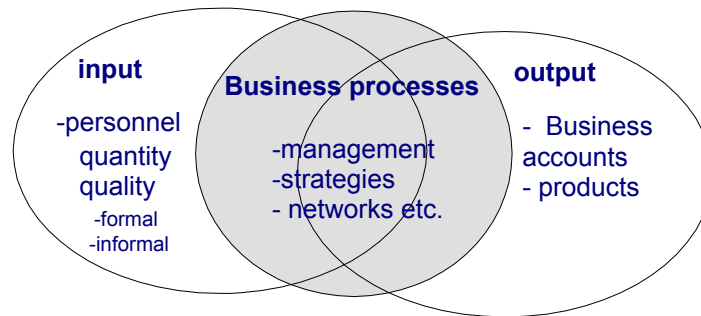 input
-personnel
quantity
quality
-formal
-informal
Business processes
-management
-strategies
- networks etc.
output
- Business
accounts
- products